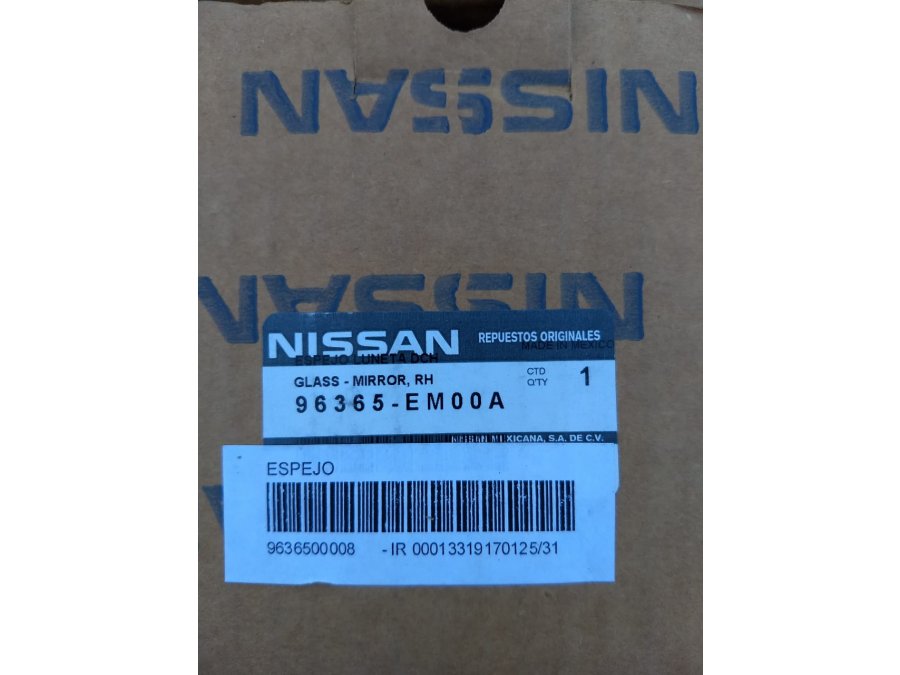 NISSAN
NISSAN
NISSAN REPUESTOS ORIGINALES
MADE IN MEXICO
ESPEJO LUNETA DCH
GLASS - MIRROR, RH
CTD
Q'TY 1
96365-EM00A
NISSAN MEXICANA, S.A. DE C.V.
ESPEJO
9636500008 -IR 00013319170125/31